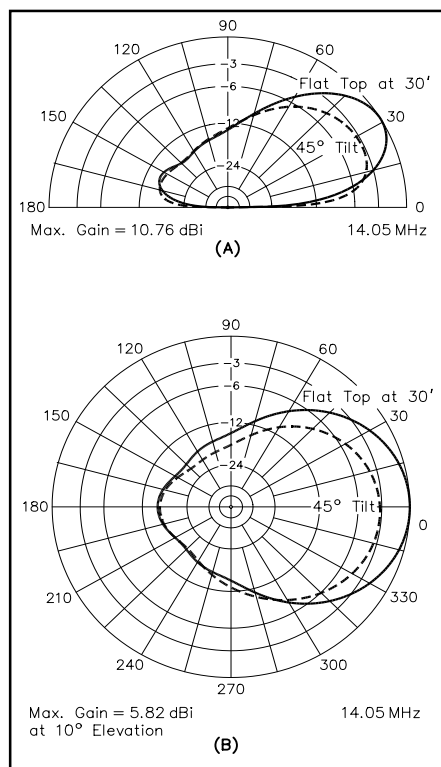 90
120
60
-3
-6
Flat Top at 30'
-12
150
30
45° Tilt
-24
180
0
Max. Gain = 10.76 dBi
14.05 MHz
(A)
90
120
60
-3
-6
Flat Top at 30'
150
30
-12
-24
180
45° Tilt
0
210
330
240
300
270
Max. Gain = 5.82 dBi
14.05 MHz
at 10° Elevation
(B)